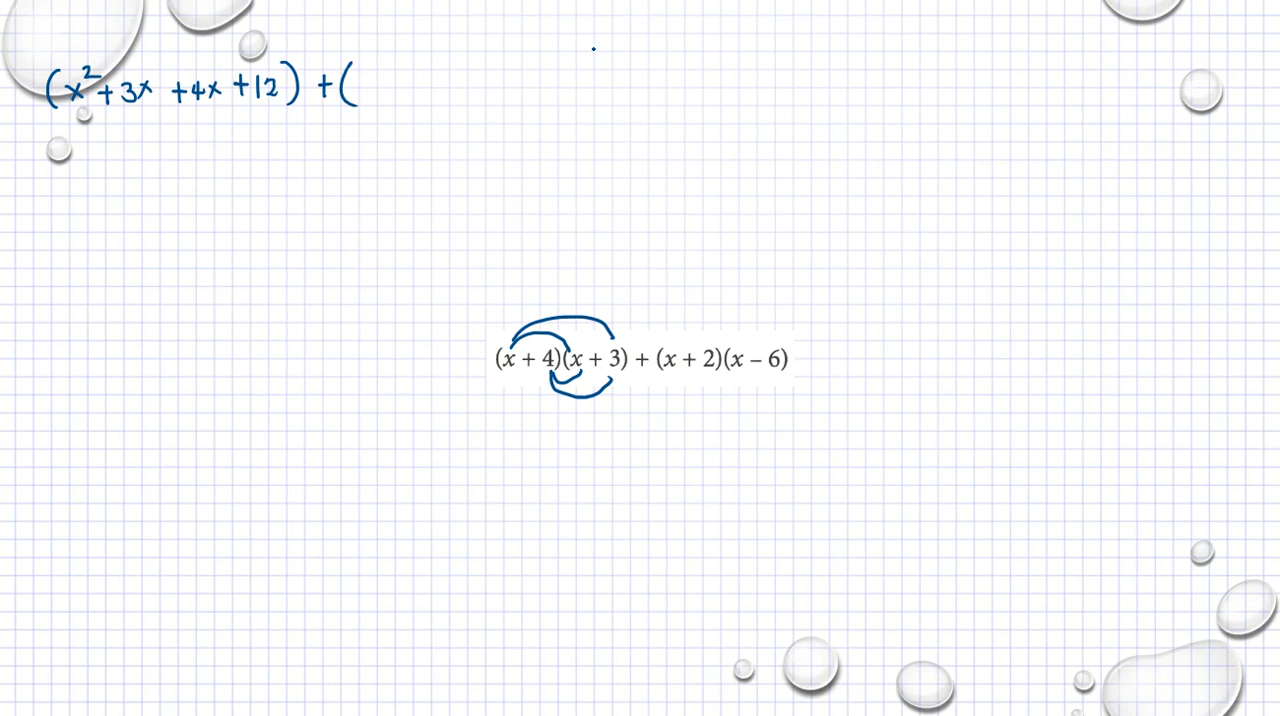 (x² + 3x + 4x + 12) + (
(x + 4)(x + 3) + (x + 2)(x – 6)